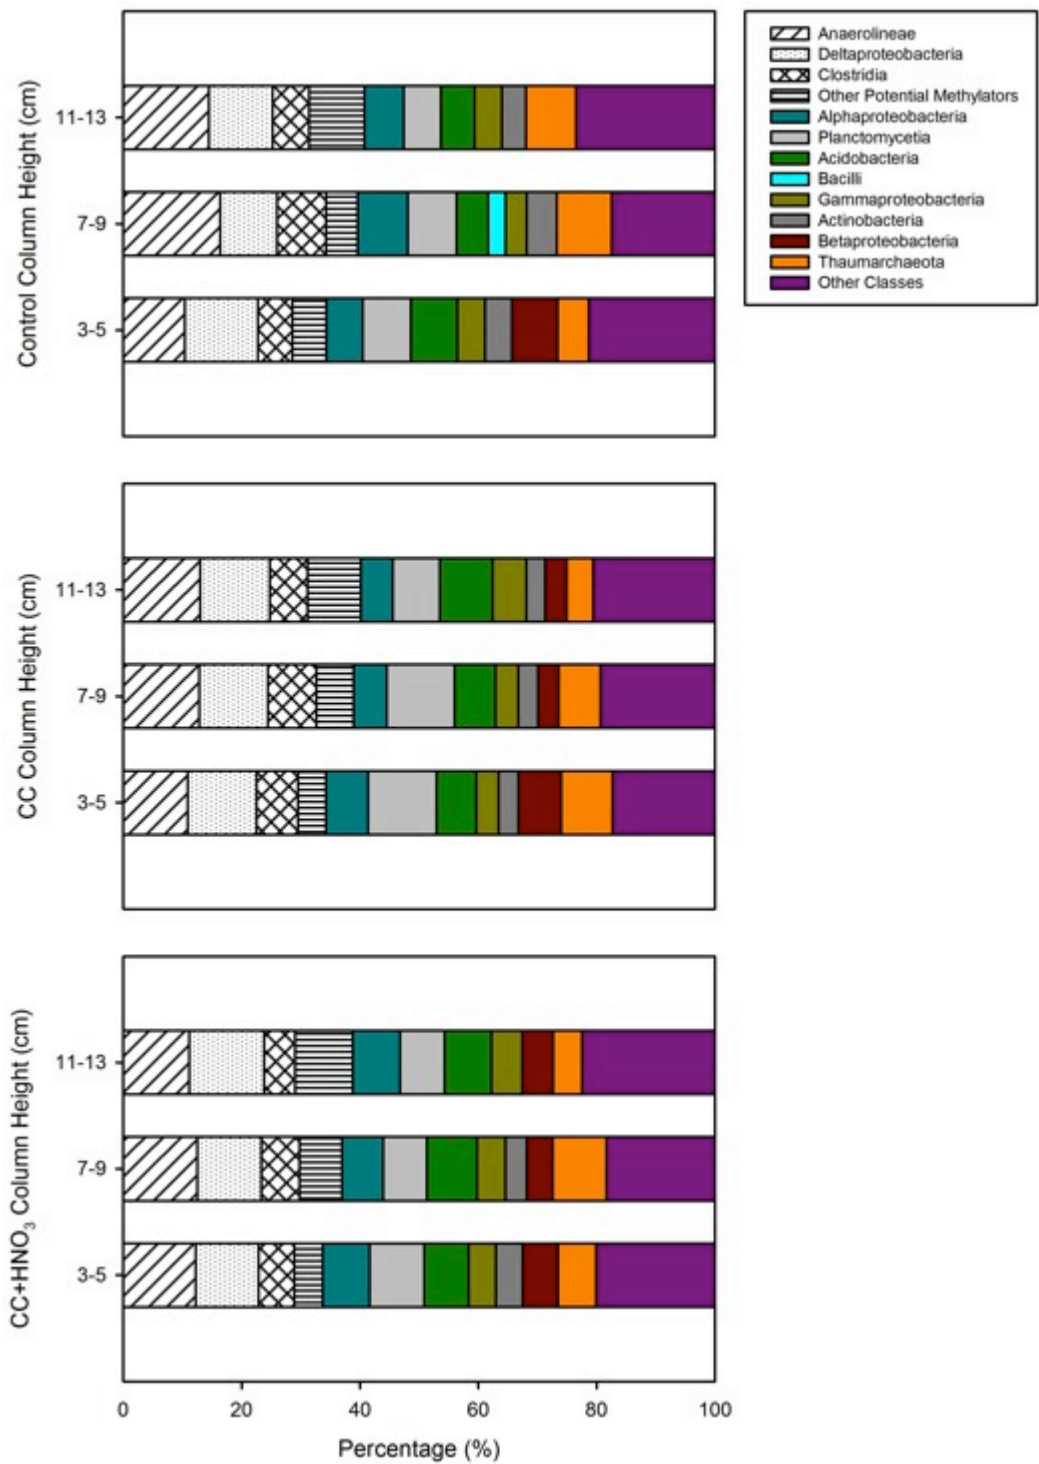 Control Column Height (cm)
11-13
7-9
3-5
Anaerolineae
Deltaproteobacteria
Clostridia
Other Potential Methylators
Alphaproteobacteria
Planctomycetia
Acidobacteria
Bacilli
Gammaproteobacteria
Actinobacteria
Betaproteobacteria
Thaumarchaeota
Other Classes
CC Column Height (cm)
11-13
7-9
3-5
CC+HNO₃ Column Height (cm)
11-13
7-9
3-5
0 20 40 60 80 100
Percentage (%)